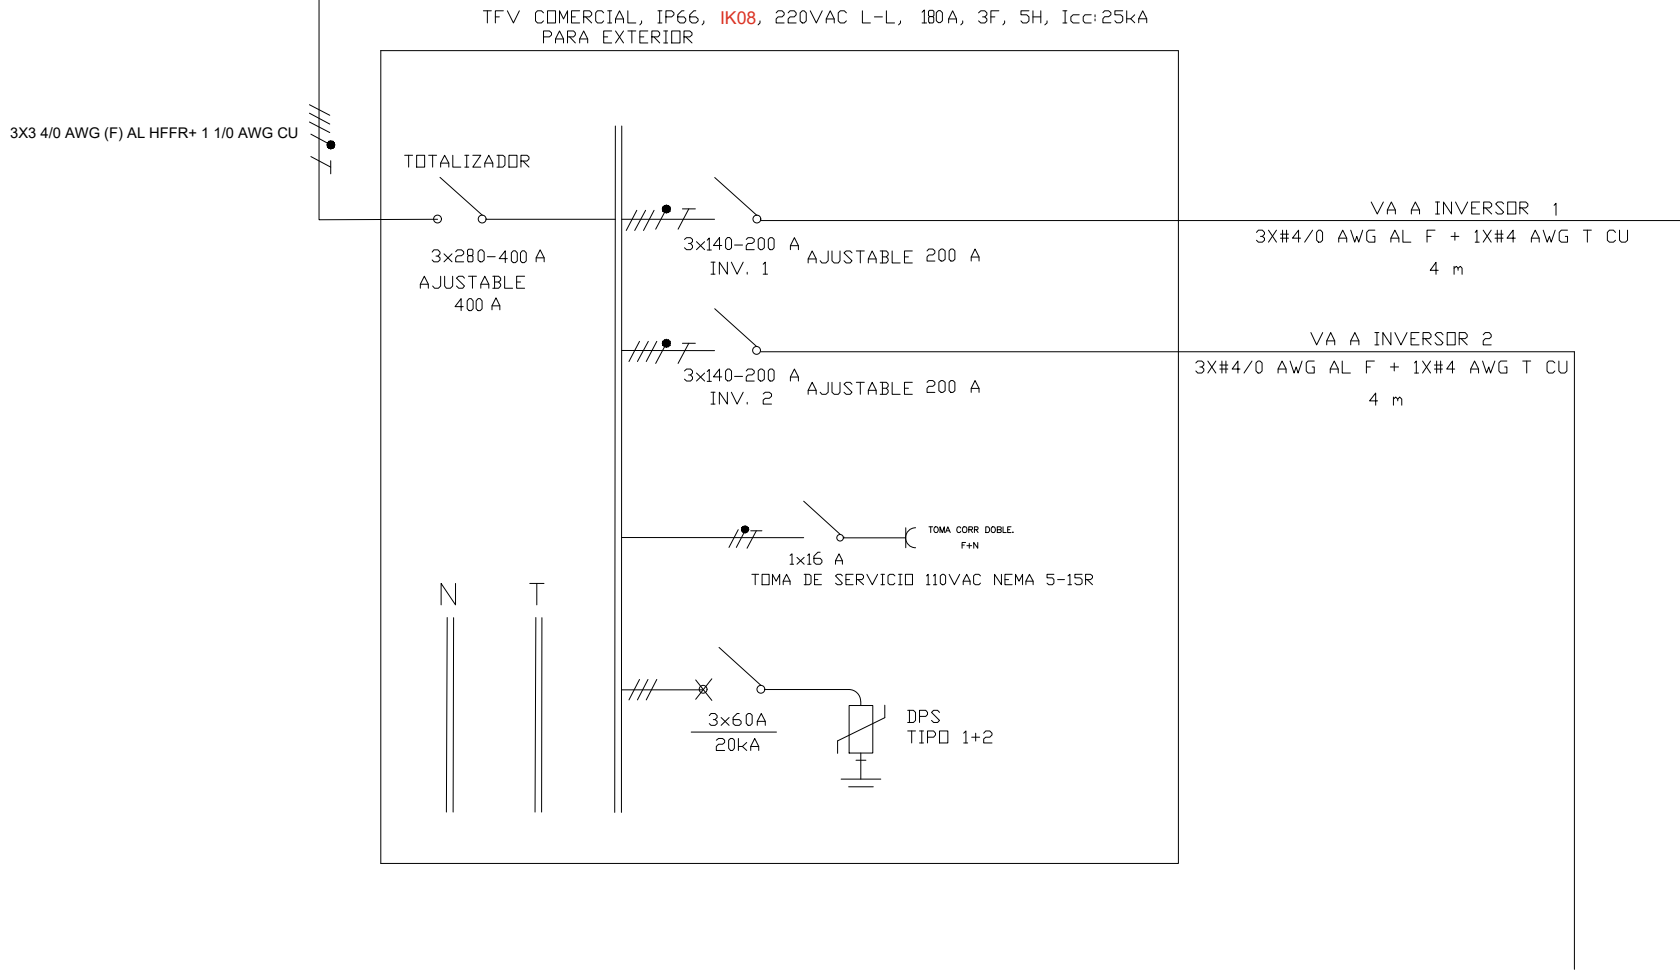 TFV COMERCIAL, IP66, IK08, 220VAC L-L, 180A, 3F, 5H, Icc:25kA
PARA EXTERIOR
3X3 4/0 AWG (F) AL HFFR+ 1 1/0 AWG CU
TOTALIZADOR
3x280-400 A
AJUSTABLE
400 A
3x140-200 A
INV. 1
AJUSTABLE 200 A
VA A INVERSOR 1
3X#4/0 AWG AL F + 1X#4 AWG T CU
4 m
3x140-200 A
INV. 2
AJUSTABLE 200 A
VA A INVERSOR 2
3X#4/0 AWG AL F + 1X#4 AWG T CU
4 m
TOMA CORR DOBLE.
F+N
1x16 A
TOMA DE SERVICIO 110VAC NEMA 5-15R
N
T
3x60A
20kA
DPS
TIPO 1+2